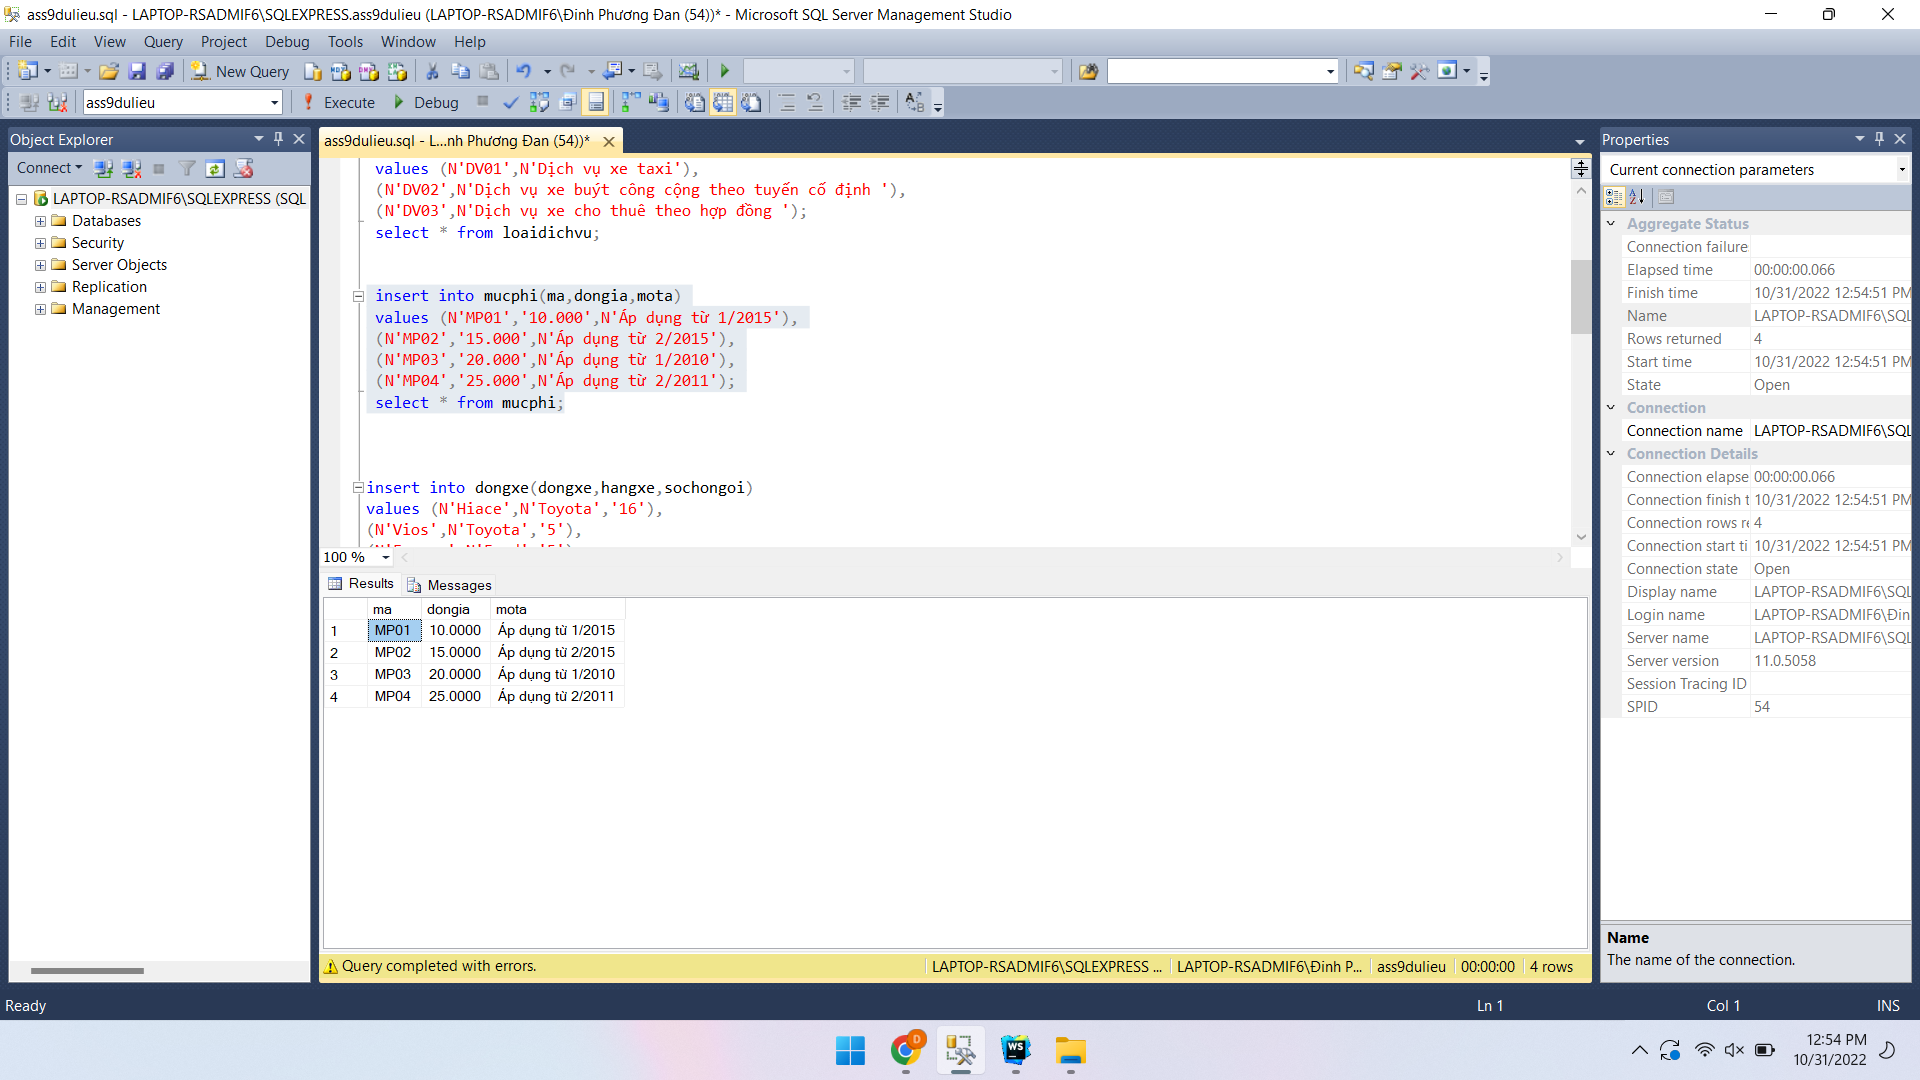 ass9dulieu.sql - LAPTOP-RSADMIF6\SQLEXPRESS.ass9dulieu (LAPTOP-RSADMIF6\Đinh Phương Đan (54))* - Microsoft SQL Server Management Studio
File Edit View Query Project Debug Tools Window Help
New Query
ass9dulieu Execute Debug
Object Explorer
Connect
LAPTOP-RSADMIF6\SQLEXPRESS (SQL
Databases
Security
Server Objects
Replication
Management
ass9dulieu.sql - L...nh Phương Đan (54))*
values (N'DV01',N'Dịch vụ xe taxi'),
(N'DV02',N'Dịch vụ xe buýt công cộng theo tuyến cố định '),
(N'DV03',N'Dịch vụ xe cho thuê theo hợp đồng ');
select * from loaidichvu;
insert into mucphi(ma,dongia,mota)
values (N'MP01','10.000',N'Áp dụng từ 1/2015'),
(N'MP02','15.000',N'Áp dụng từ 2/2015'),
(N'MP03','20.000',N'Áp dụng từ 1/2010'),
(N'MP04','25.000',N'Áp dụng từ 2/2011');
select * from mucphi;
insert into dongxe(dongxe,hangxe,sochongoi)
values (N'Hiace',N'Toyota','16'),
(N'Vios',N'Toyota','5'),
100 %
Results Messages
ma dongia mota
1 MP01 10.0000 Áp dụng từ 1/2015
2 MP02 15.0000 Áp dụng từ 2/2015
3 MP03 20.0000 Áp dụng từ 1/2010
4 MP04 25.0000 Áp dụng từ 2/2011
Query completed with errors. LAPTOP-RSADMIF6\SQLEXPRESS ... LAPTOP-RSADMIF6\Đinh P... ass9dulieu 00:00:00 4 rows
Properties
Current connection parameters
Aggregate Status
Connection failure
Elapsed time 00:00:00.066
Finish time 10/31/2022 12:54:51 PM
Name LAPTOP-RSADMIF6\SQL
Rows returned 4
Start time 10/31/2022 12:54:51 PM
State Open
Connection
Connection name LAPTOP-RSADMIF6\SQL
Connection Details
Connection elapse 00:00:00.066
Connection finish t 10/31/2022 12:54:51 PM
Connection rows re 4
Connection start ti 10/31/2022 12:54:51 PM
Connection state Open
Display name LAPTOP-RSADMIF6\SQL
Login name LAPTOP-RSADMIF6\Đin
Server name LAPTOP-RSADMIF6\SQL
Server version 11.0.5058
Session Tracing ID
SPID 54
Name
The name of the connection.
Ready Ln 1 Col 1 INS
D
WS
12:54 PM
10/31/2022